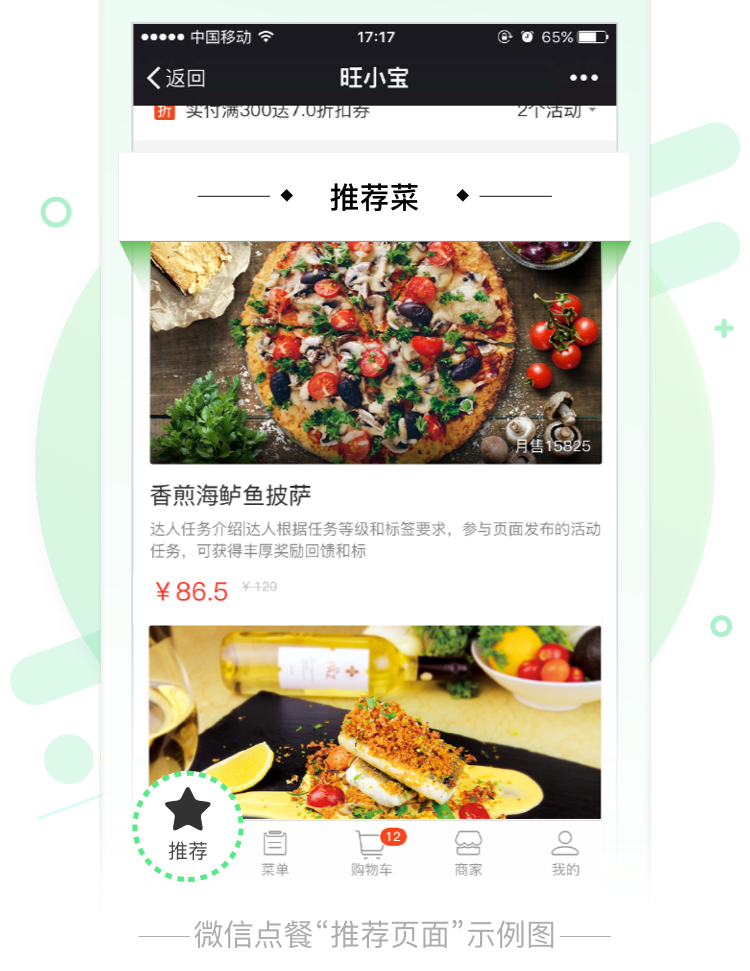 中国移动 17:17 65%
返回 旺小宝
折 实付满300送7.0折扣券 2个活动
推荐菜
月售15825
香煎海鲈鱼披萨
达人任务介绍|达人根据任务等级和标签要求，参与页面发布的活动
任务，可获得丰厚奖励回馈和标
￥86.5 ￥120
推荐 菜单 12 购物车 商家 我的
微信点餐“推荐页面”示例图